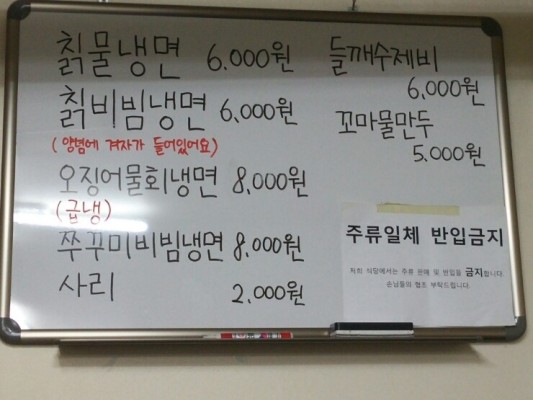 칡물냉면 6.000원
칡비빔냉면 6,000원
(양념에 겨자가 들어있어요)
오징어물회냉면 8,000원
(급냉)
쭈꾸미비빔냉면 8,000원
사리 2,000원
들깨수제비
6,000원
꼬마물만두
5.000원
주류일체 반입금지
저희 식당에서는 주류 판매 및 반입을 금지합니다.
손님들의 협조 부탁드립니다.